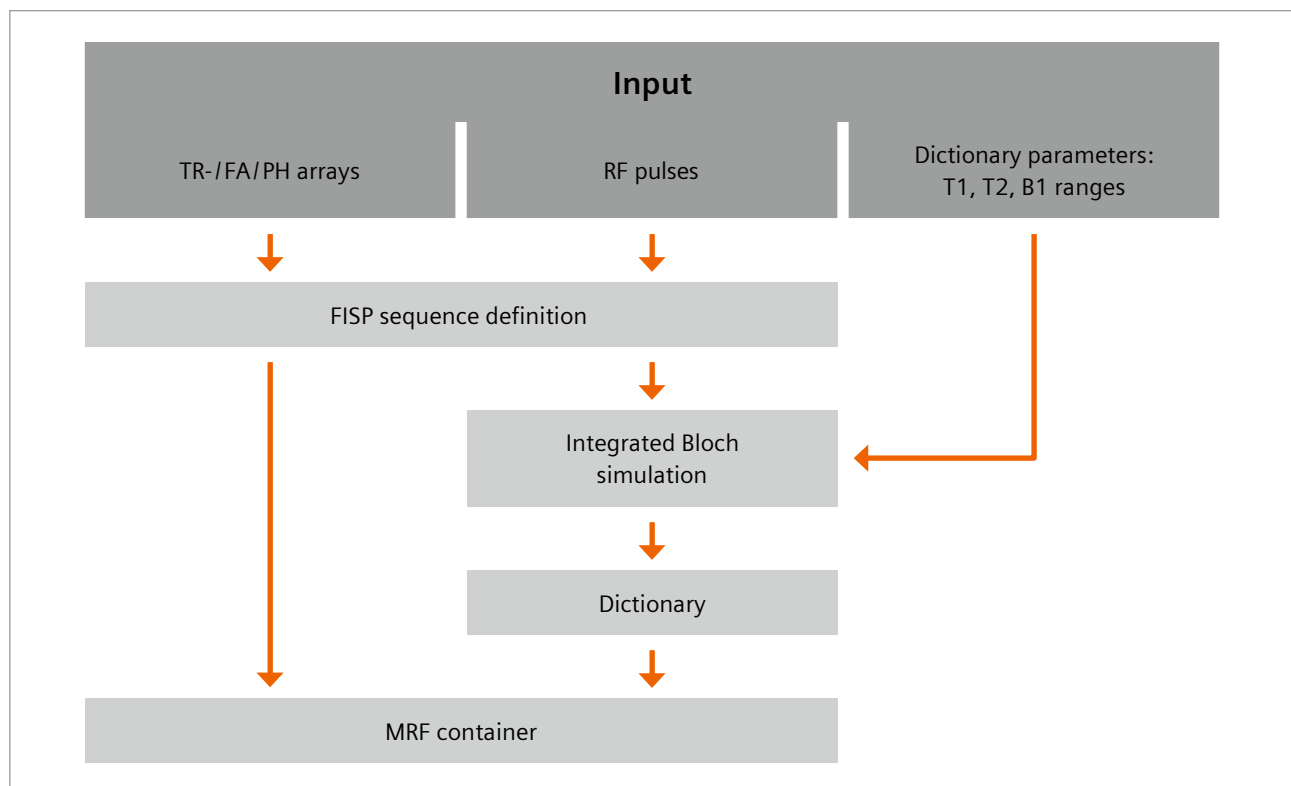 Input
TR-/FA/PH arrays
RF pulses
Dictionary parameters:
T1, T2, B1 ranges
FISP sequence definition
Integrated Bloch
simulation
Dictionary
MRF container